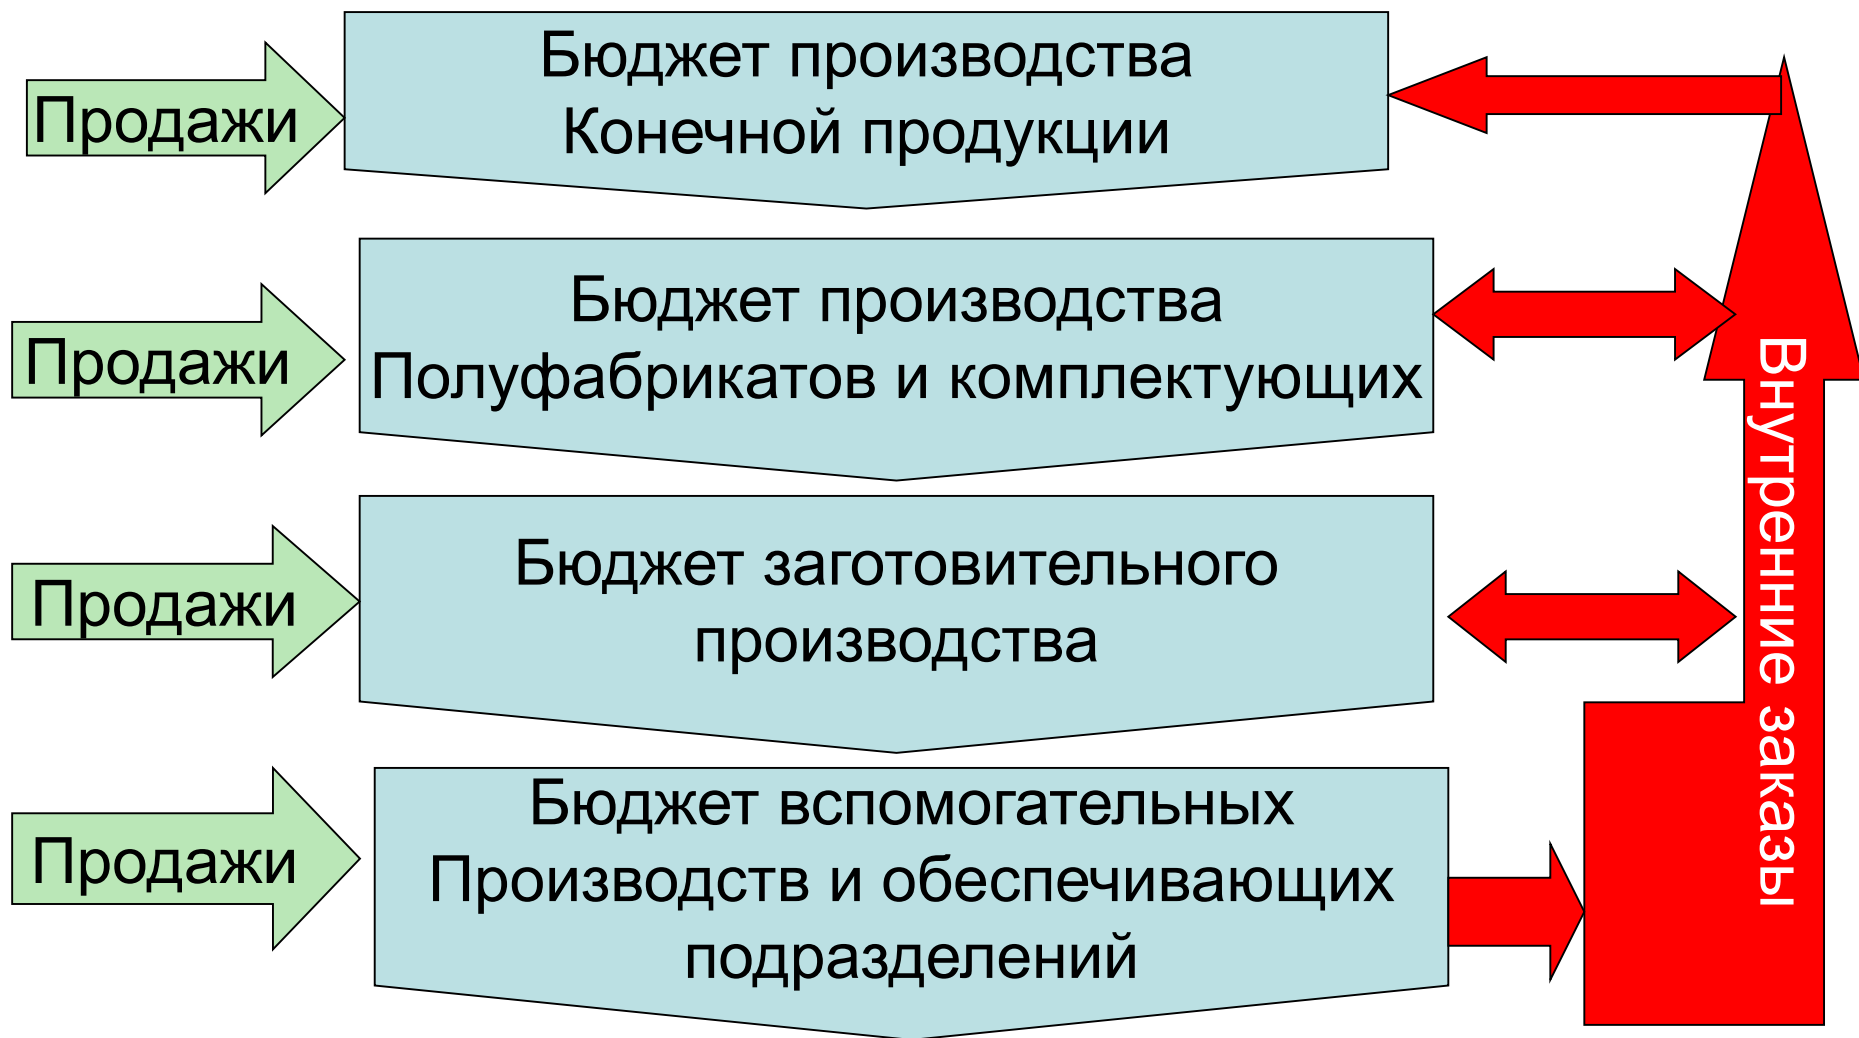 Продажи
Бюджет производства
Конечной продукции
Продажи
Бюджет производства
Полуфабрикатов и комплектующих
Продажи
Бюджет заготовительного
производства
Продажи
Бюджет вспомогательных
Производств и обеспечивающих
подразделений
Внутренние заказы